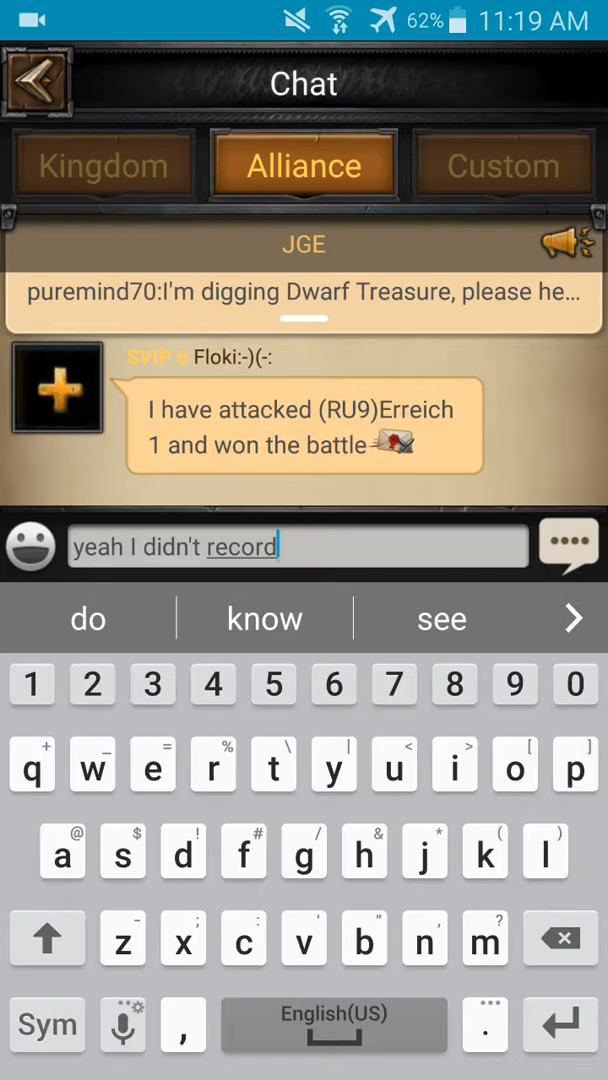 62% 11:19 AM
Chat
Kingdom Alliance Custom
JGE
puremind70:I'm digging Dwarf Treasure, please he...
SVIP 6 Floki:-)(-:
I have attacked (RU9)Erreich
1 and won the battle
yeah I didn't record
do know see
1 2 3 4 5 6 7 8 9 0
+ _ = % \ | < > [ ]
q w e r t y u i o p
@ $ ! # / & * ( )
a s d f g h j k l
- ; : ' " , ?
z x c v b n m
Sym , English(US) .